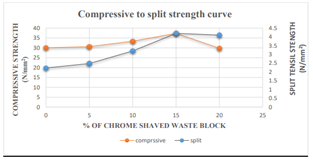 Compressive to split strength curve
COMPRESSIVE STRENGTH
(N/mm²)
40
35
30
25
20
15
10
5
0
4.5
4
3.5
3
2.5
2
1.5
1
0.5
0
SPLIT TENSIL STRENGTH
(N/MM²)
0 5 10 15 20 25
% OF CHROME SHAVED WASTE BLOCK
comprssive split